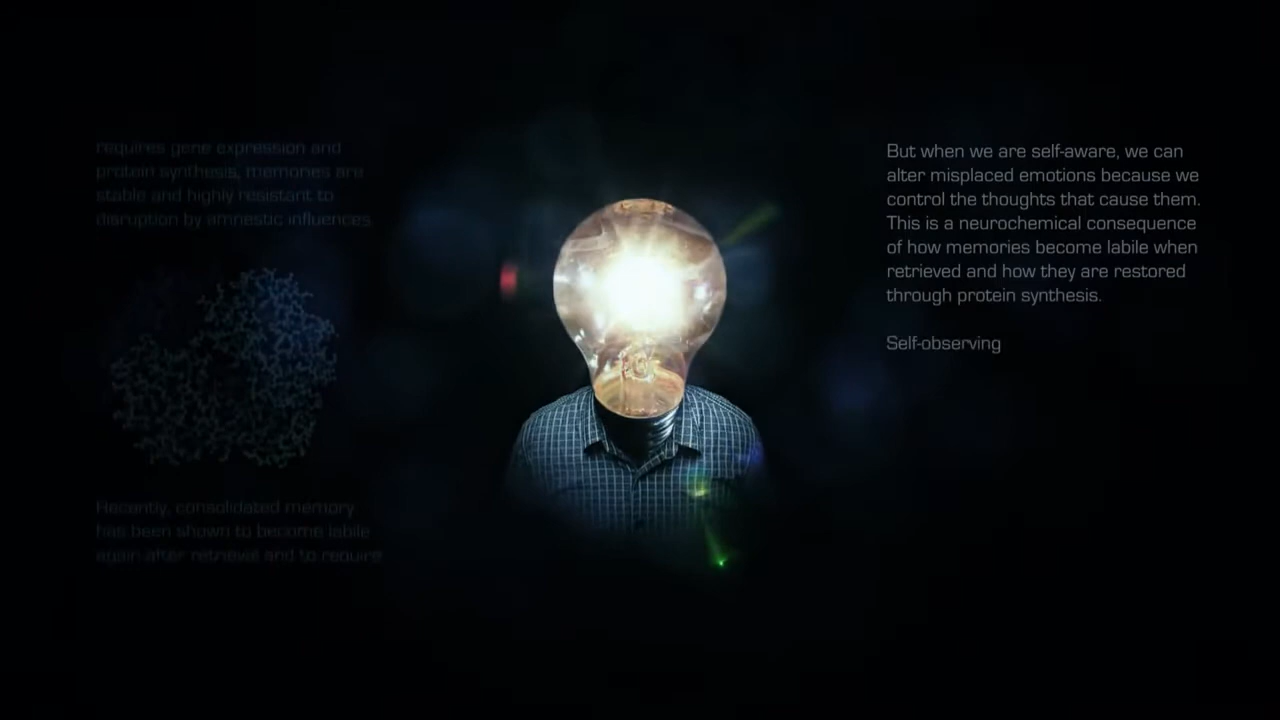 requires gene expression and
protein synthesis, memories are
stable and highly resistant to
disruption by amnestic influences
Recently, consolidated memory
has been shown to become labile
again after retrieval and to require
But when we are self-aware, we can
alter misplaced emotions because we
control the thoughts that cause them.
This is a neurochemical consequence
of how memories become labile when
retrieved and how they are restored
through protein synthesis.
Self-observing